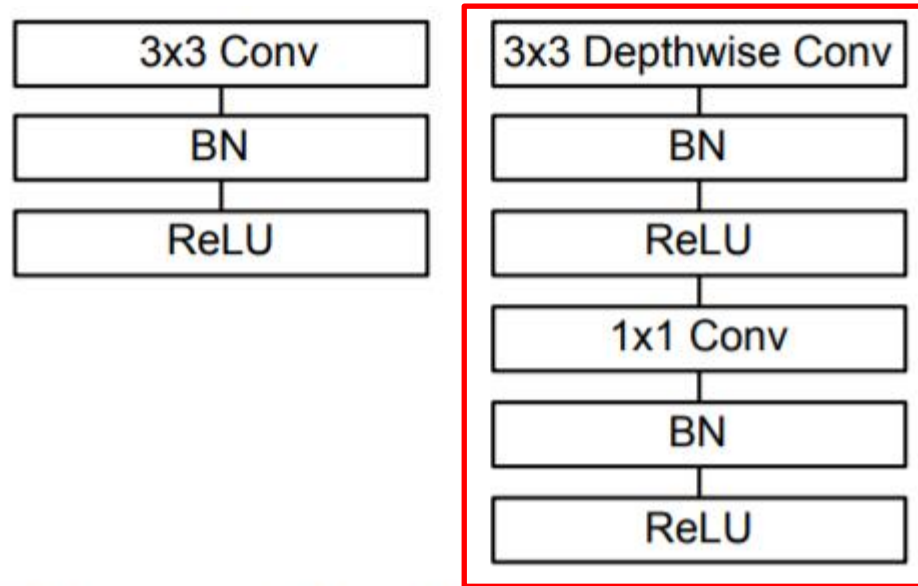 3x3 Conv
BN
ReLU
3x3 Depthwise Conv
BN
ReLU
1x1 Conv
BN
ReLU